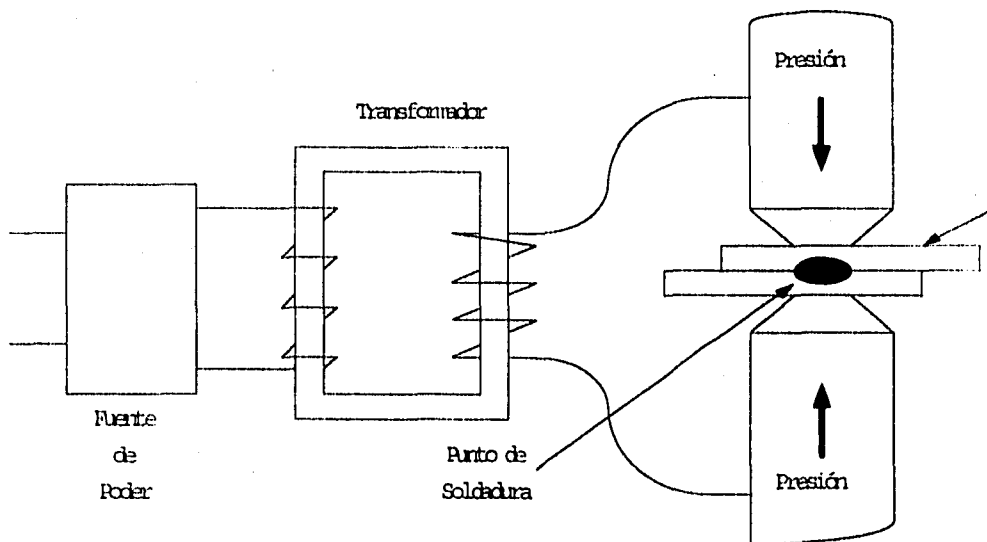 Presión
Transformador
Fuente
de
Poder
Punto de
Soldadura
Presión